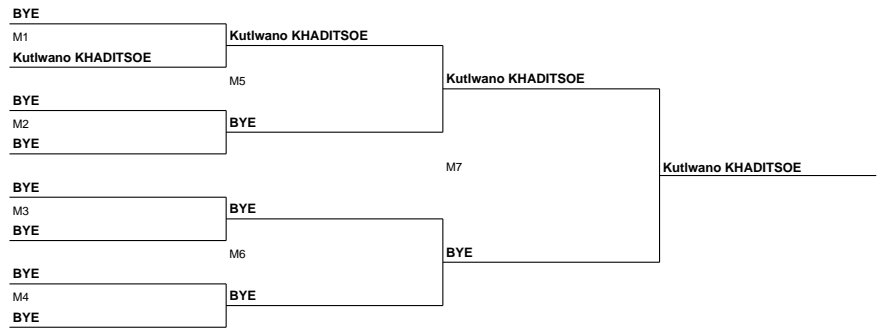 BYE
M1
Kutlwano KHADITSOE
Kutlwano KHADITSOE
M5
Kutlwano KHADITSOE
BYE
M2
BYE
BYE
M7
Kutlwano KHADITSOE
BYE
M3
BYE
BYE
M6
BYE
BYE
M4
BYE
BYE